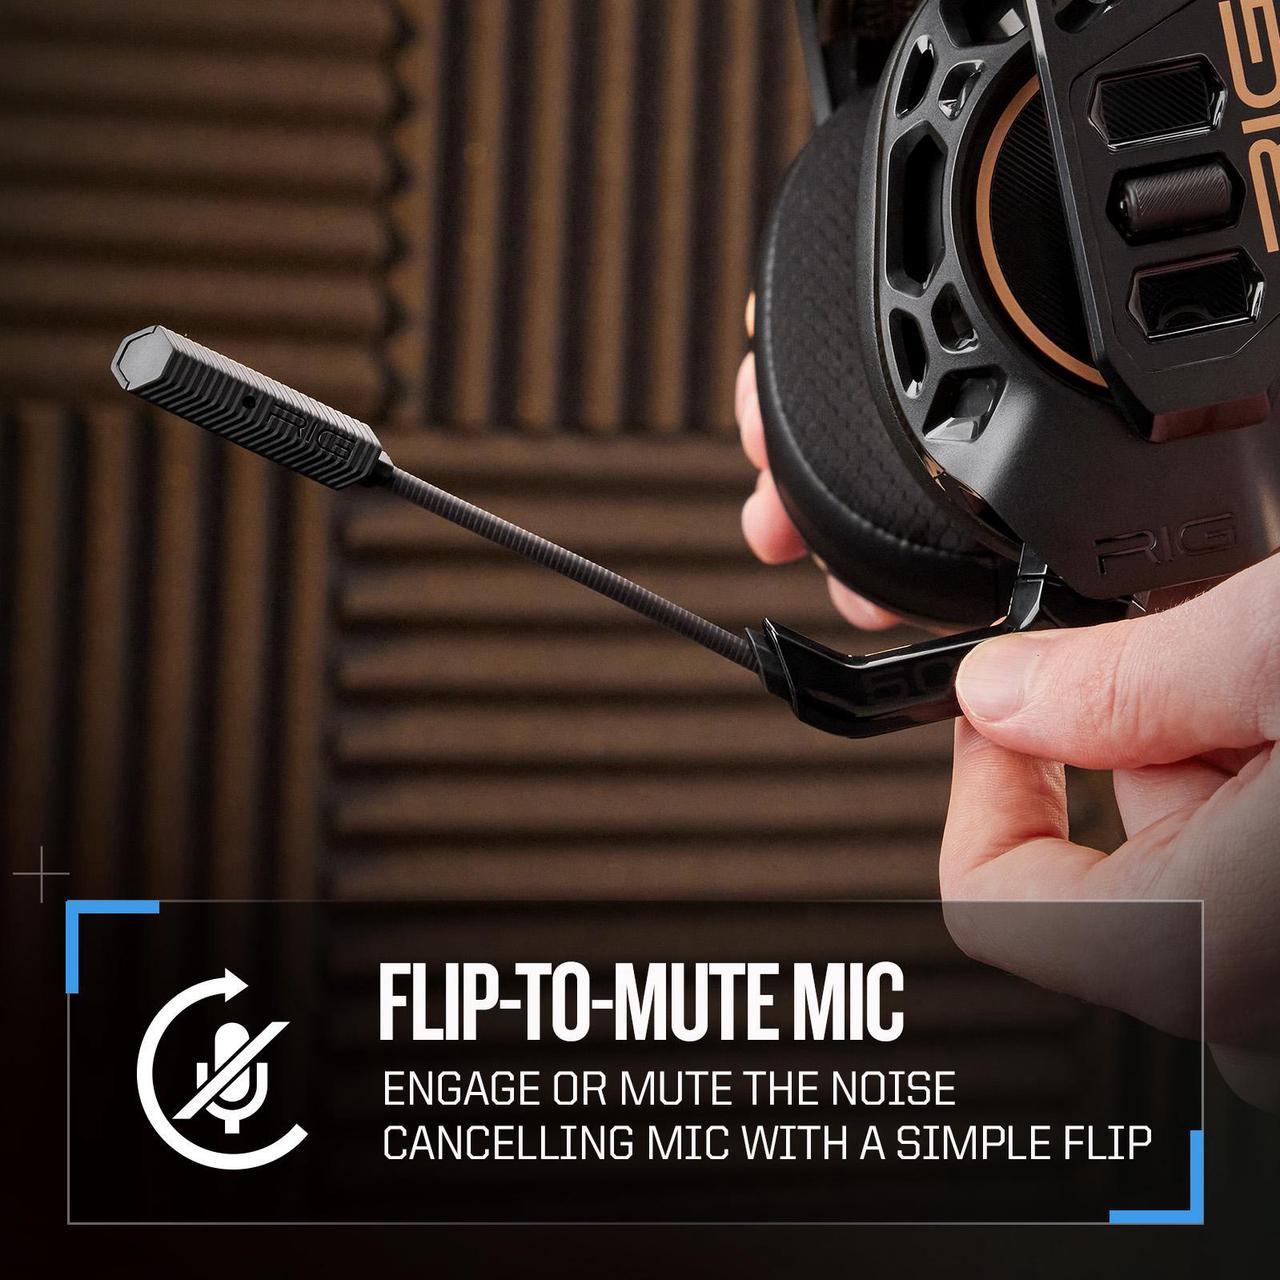 RIG
RIG
RIG
FLIP-TO-MUTE MIC
ENGAGE OR MUTE THE NOISE
CANCELLING MIC WITH A SIMPLE FLIP